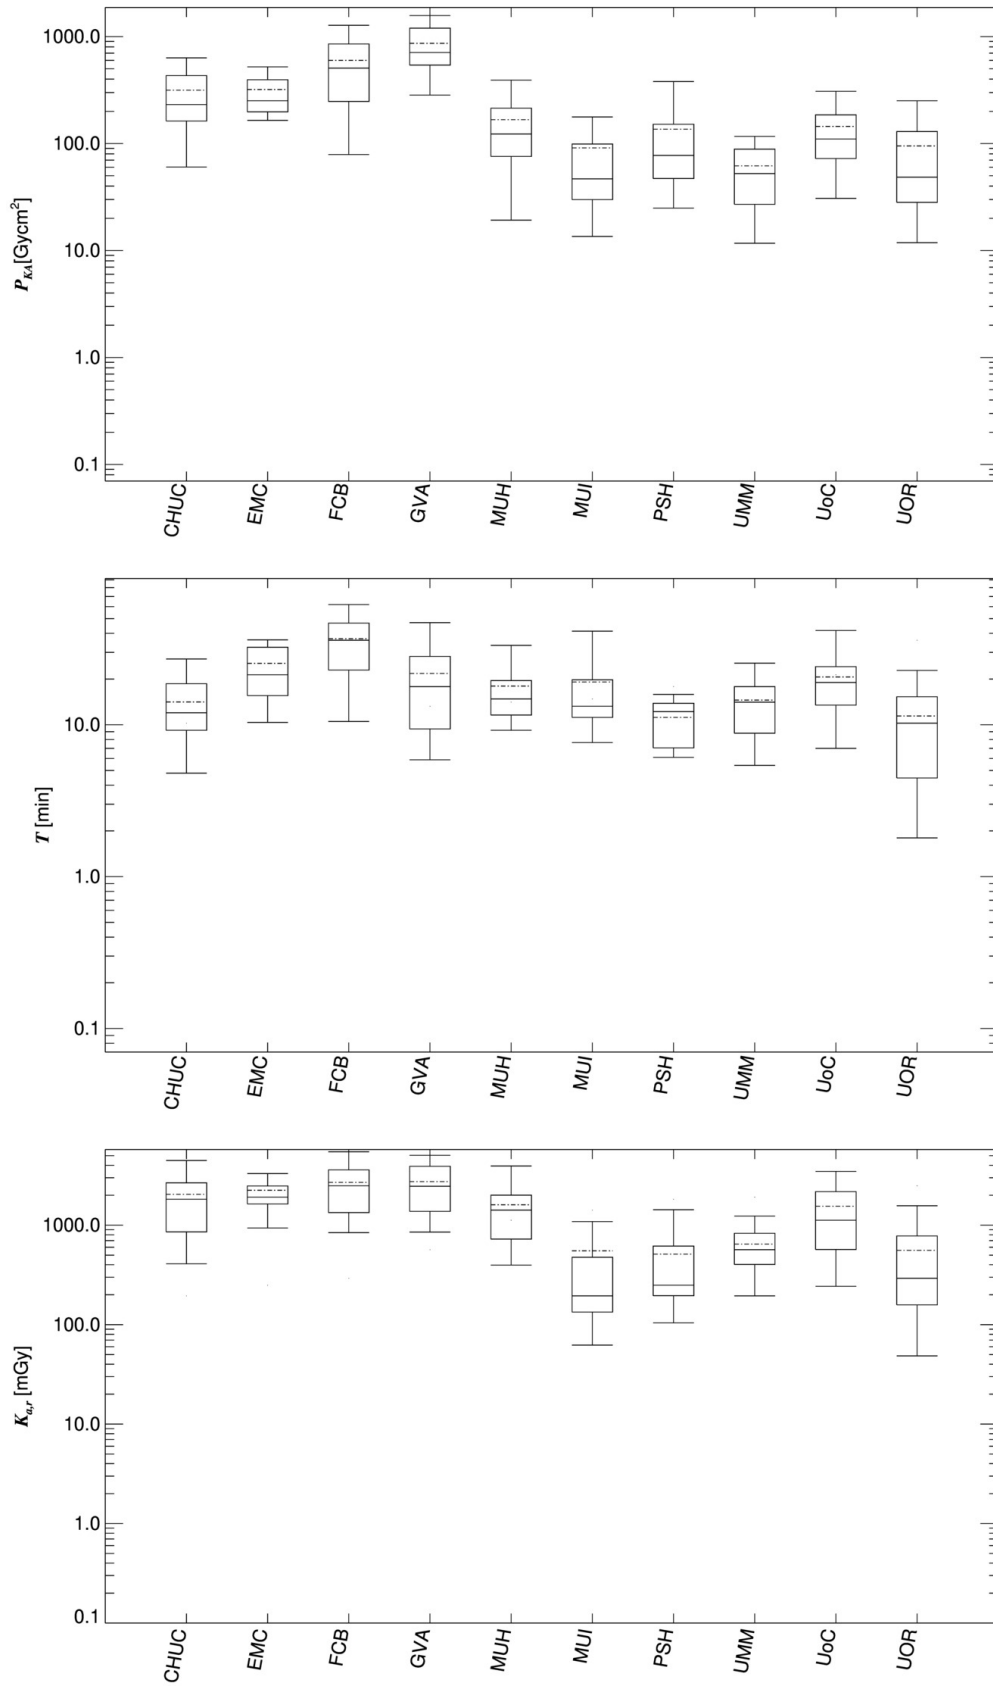 1000.0
100.0
10.0
1.0
0.1
P_KA[Gycm²]
CHUC EMC FCB GVA MUH MUI PSH UMM UoC UOR
10.0
1.0
0.1
T [min]
CHUC EMC FCB GVA MUH MUI PSH UMM UoC UOR
1000.0
100.0
10.0
1.0
0.1
K_a,r [mGy]
CHUC EMC FCB GVA MUH MUI PSH UMM UoC UOR